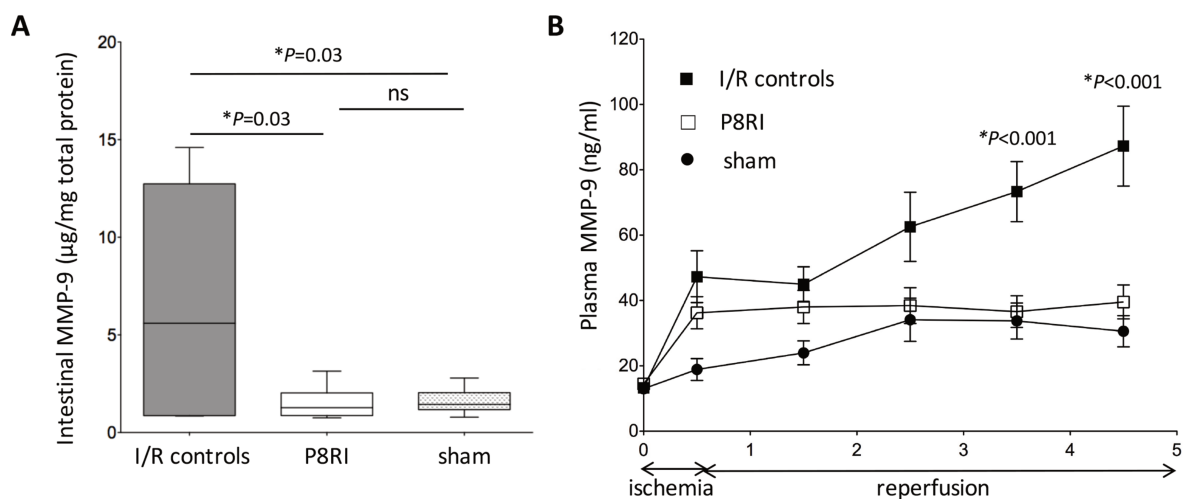 A
Intestinal MMP-9 (µg/mg total protein)
20
15
10
5
0
*P=0.03
ns
*P=0.03
I/R controls
P8RI
sham
B
Plasma MMP-9 (ng/ml)
120
100
80
60
40
20
0
I/R controls
P8RI
sham
*P<0.001
*P<0.001
0
1
2
3
4
5
ischemia
reperfusion